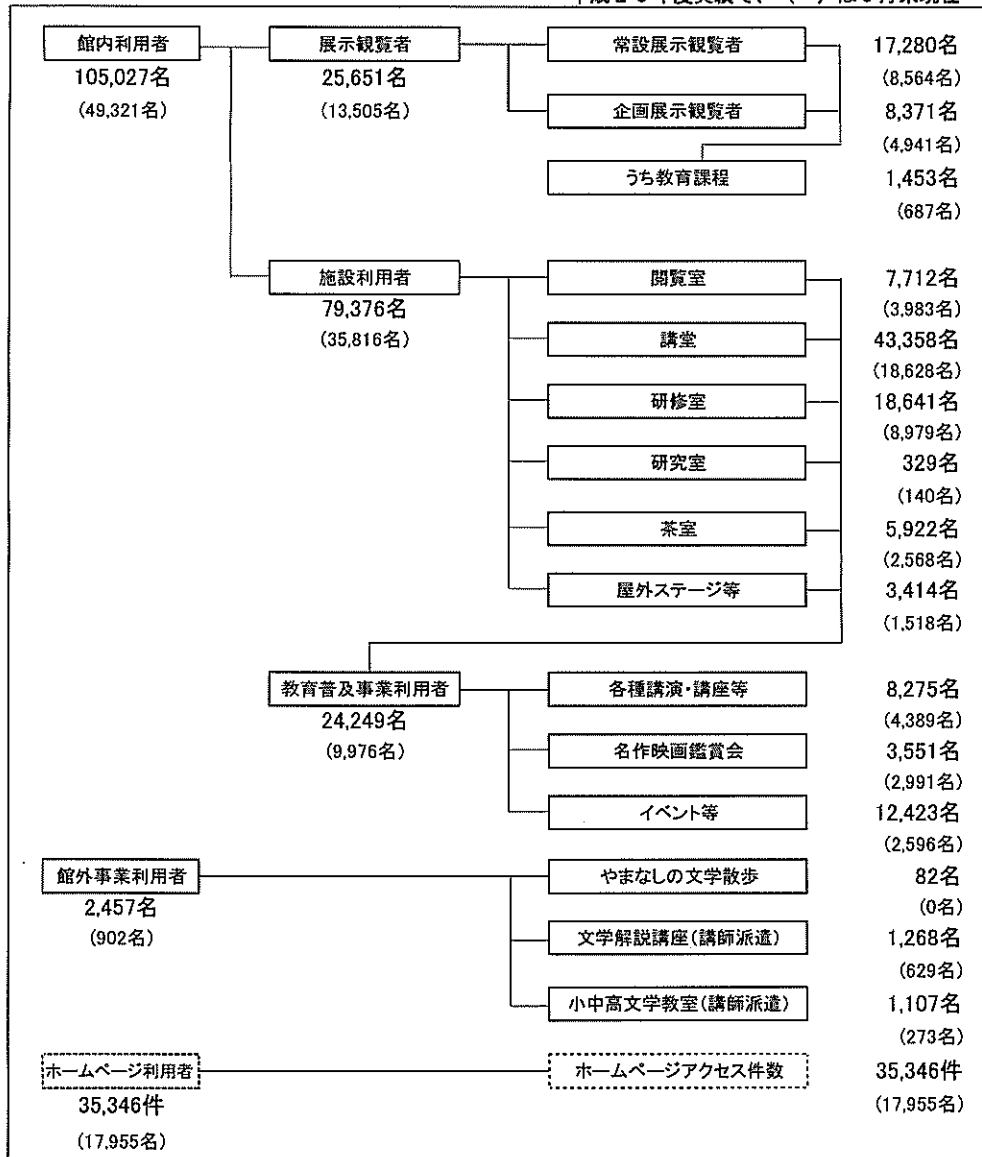 館内利用者 展示観覧者 常設展示観覧者 17,280名
105,027名 25,651名 (8,564名)
(49,321名) (13,505名) 企画展示観覧者 8,371名
(4,941名)
うち教育課程 1,453名
(687名)
施設利用者 閲覧室 7,712名
79,376名 (3,983名)
(35,816名) 講堂 43,358名
(18,628名)
研修室 18,641名
(8,979名)
研究室 329名
(140名)
茶室 5,922名
(2,568名)
屋外ステージ等 3,414名
(1,518名)
教育普及事業利用者 各種講演・講座等 8,275名
24,249名 (4,389名)
(9,976名) 名作映画鑑賞会 3,551名
(2,991名)
イベント等 12,423名
(2,596名)
館外事業利用者 やまなしの文学散歩 82名
2,457名 (0名)
(902名) 文学解説講座(講師派遣) 1,268名
(629名)
小中高文学教室(講師派遣) 1,107名
(273名)
ホームページ利用者 ホームページアクセス件数 35,346件
35,346件 (17,955名)
(17,955名)